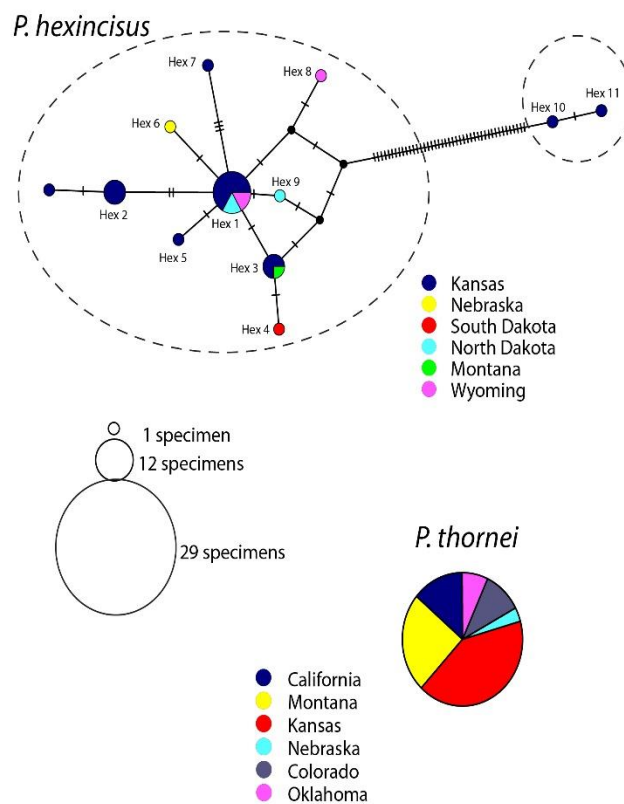 P. hexincisus
Hex 7
Hex 8
Hex 6
Hex 11
Hex 10
Hex 9
Hex 2
Hex 1
Hex 5
Hex 3
Hex 4
Kansas
Nebraska
South Dakota
North Dakota
Montana
Wyoming
1 specimen
12 specimens
29 specimens
P. thornei
California
Montana
Kansas
Nebraska
Colorado
Oklahoma